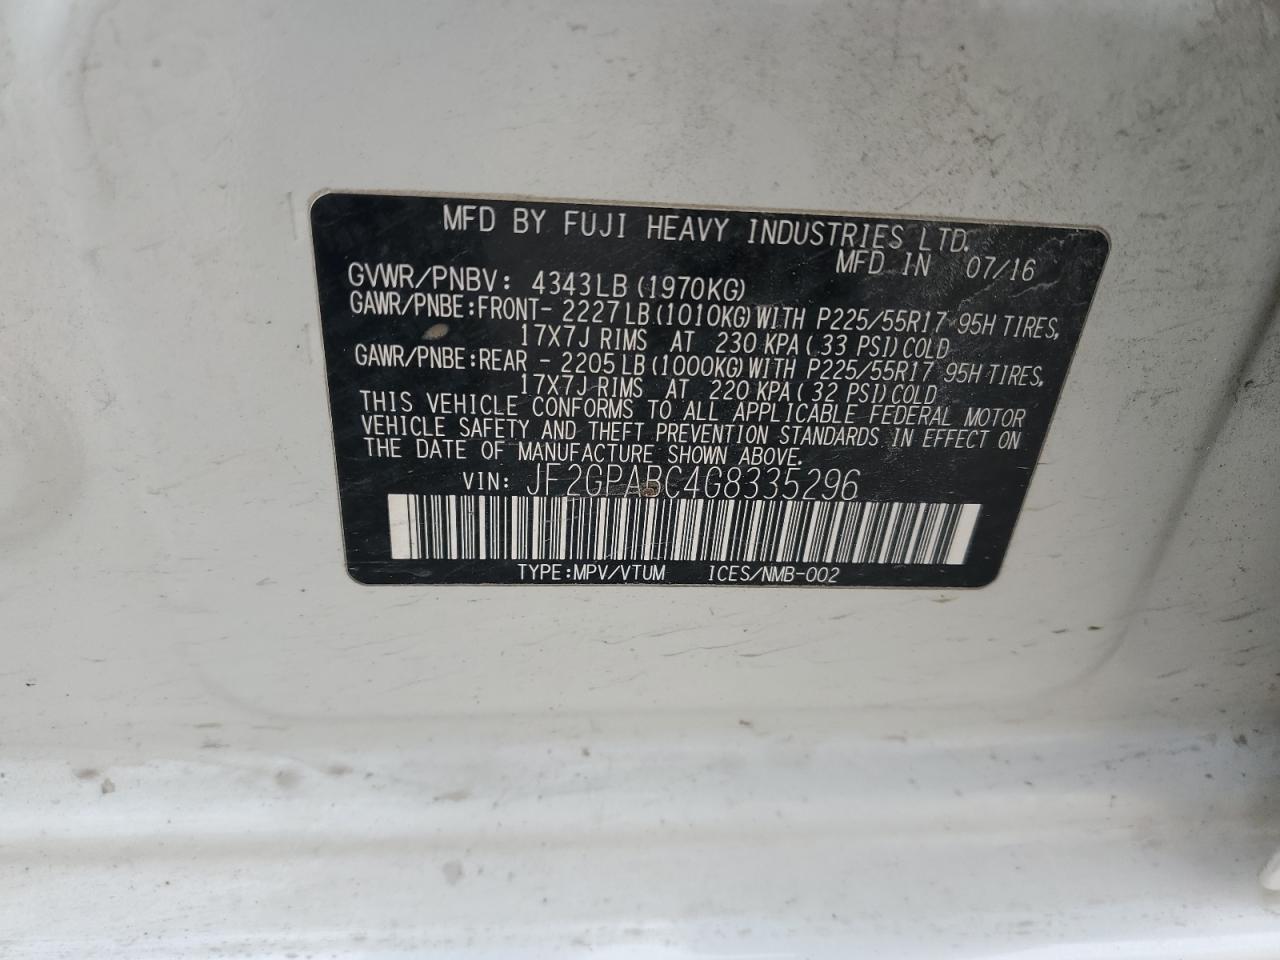 MFD BY FUJI HEAVY INDUSTRIES LTD.
MFD IN 07/16
GVWR/PNBV: 4343LB(1970KG)
GAWR/PNBE:FRONT- 2227LB(1010KG)WITH P225/55R17 95H TIRES,
17X7J RIMS AT 230 KPA( 33 PSI)COLD
GAWR/PNBE:REAR - 2205LB(1000KG)WITH P225/55R17 95H TIRES,
17X7J RIMS AT 220 KPA( 32 PSI)COLD
THIS VEHICLE CONFORMS TO ALL APPLICABLE FEDERAL MOTOR
VEHICLE SAFETY AND THEFT PREVENTION STANDARDS IN EFFECT ON
THE DATE OF MANUFACTURE SHOWN ABOVE.
VIN: JF2GPABC4G8335296
TYPE:MPV/VTUM ICES/NMB-002